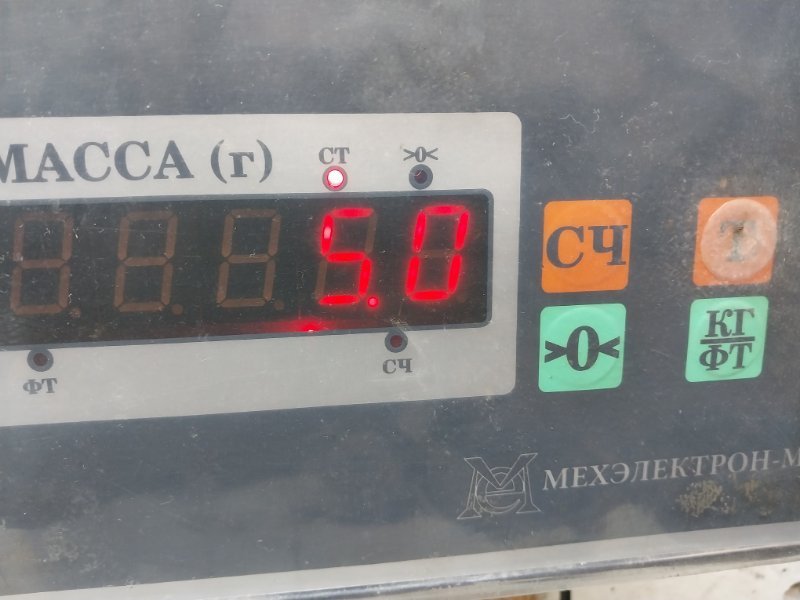 МАССА (г)
СТ
>0<
5.0
ФТ
СЧ
СЧ
Т
>0<
КГ
ФТ
МЕХЭЛЕКТРОН-М